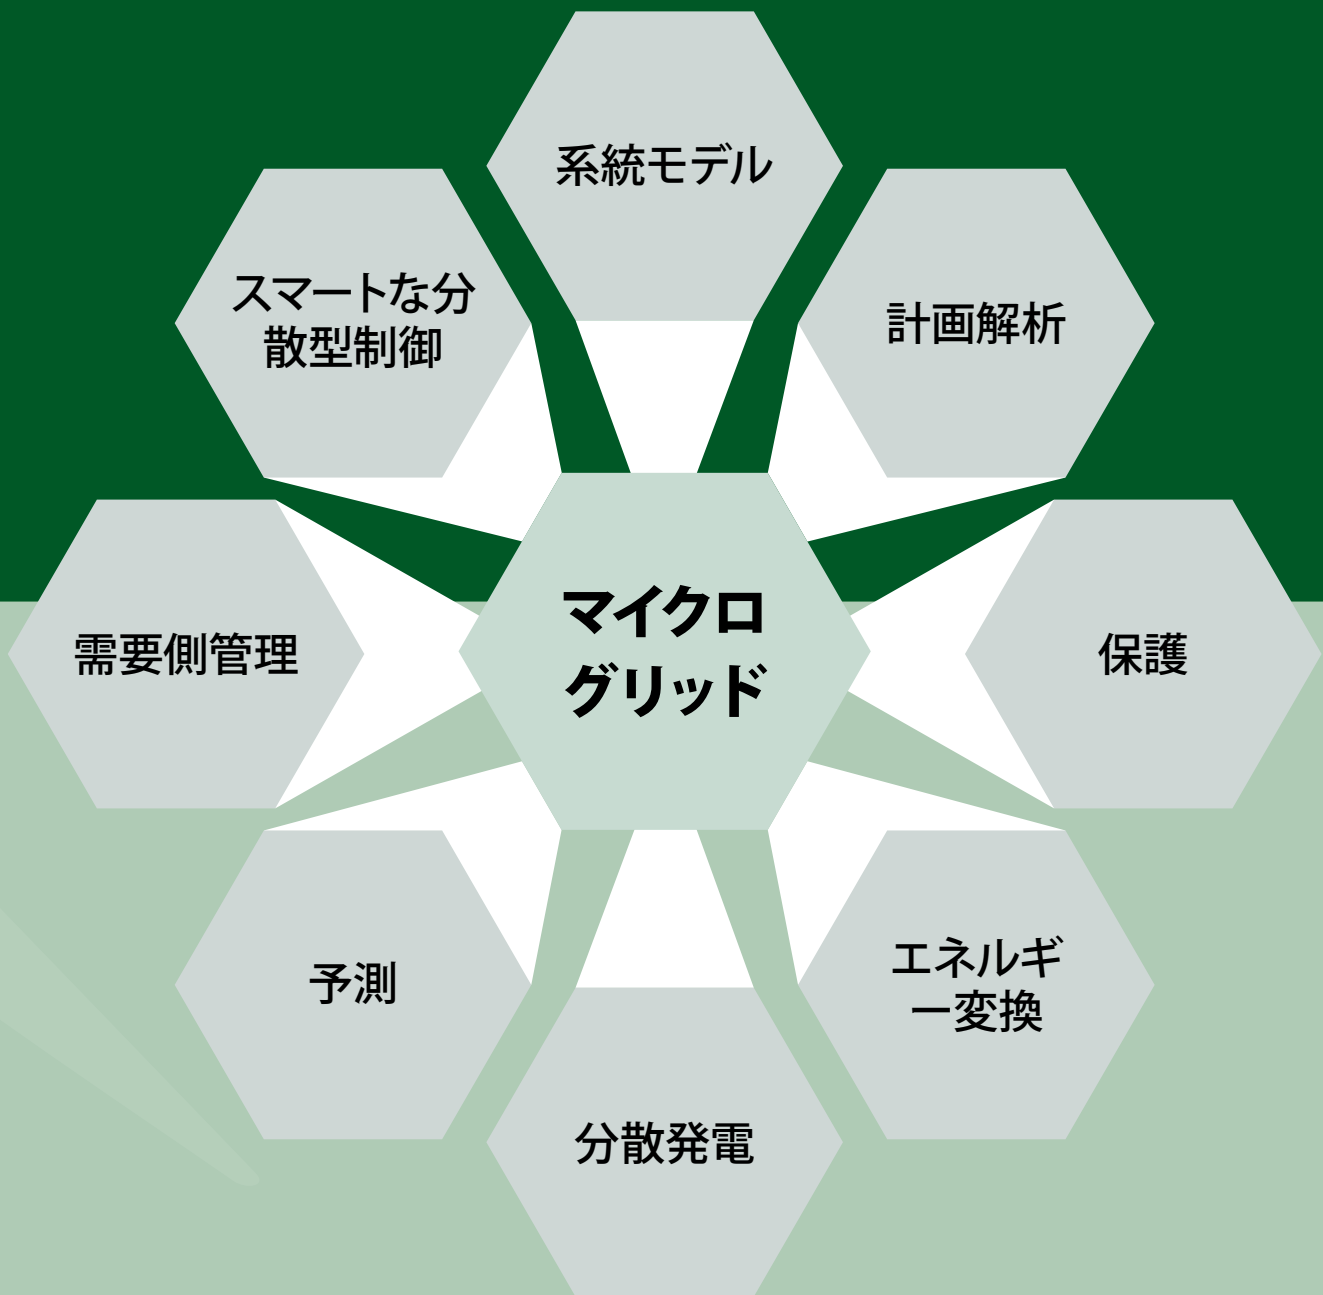 系統モデル
スマートな分
散型制御
計画解析
需要側管理
マイクロ
グリッド
保護
予測
エネルギ
ー変換
分散発電